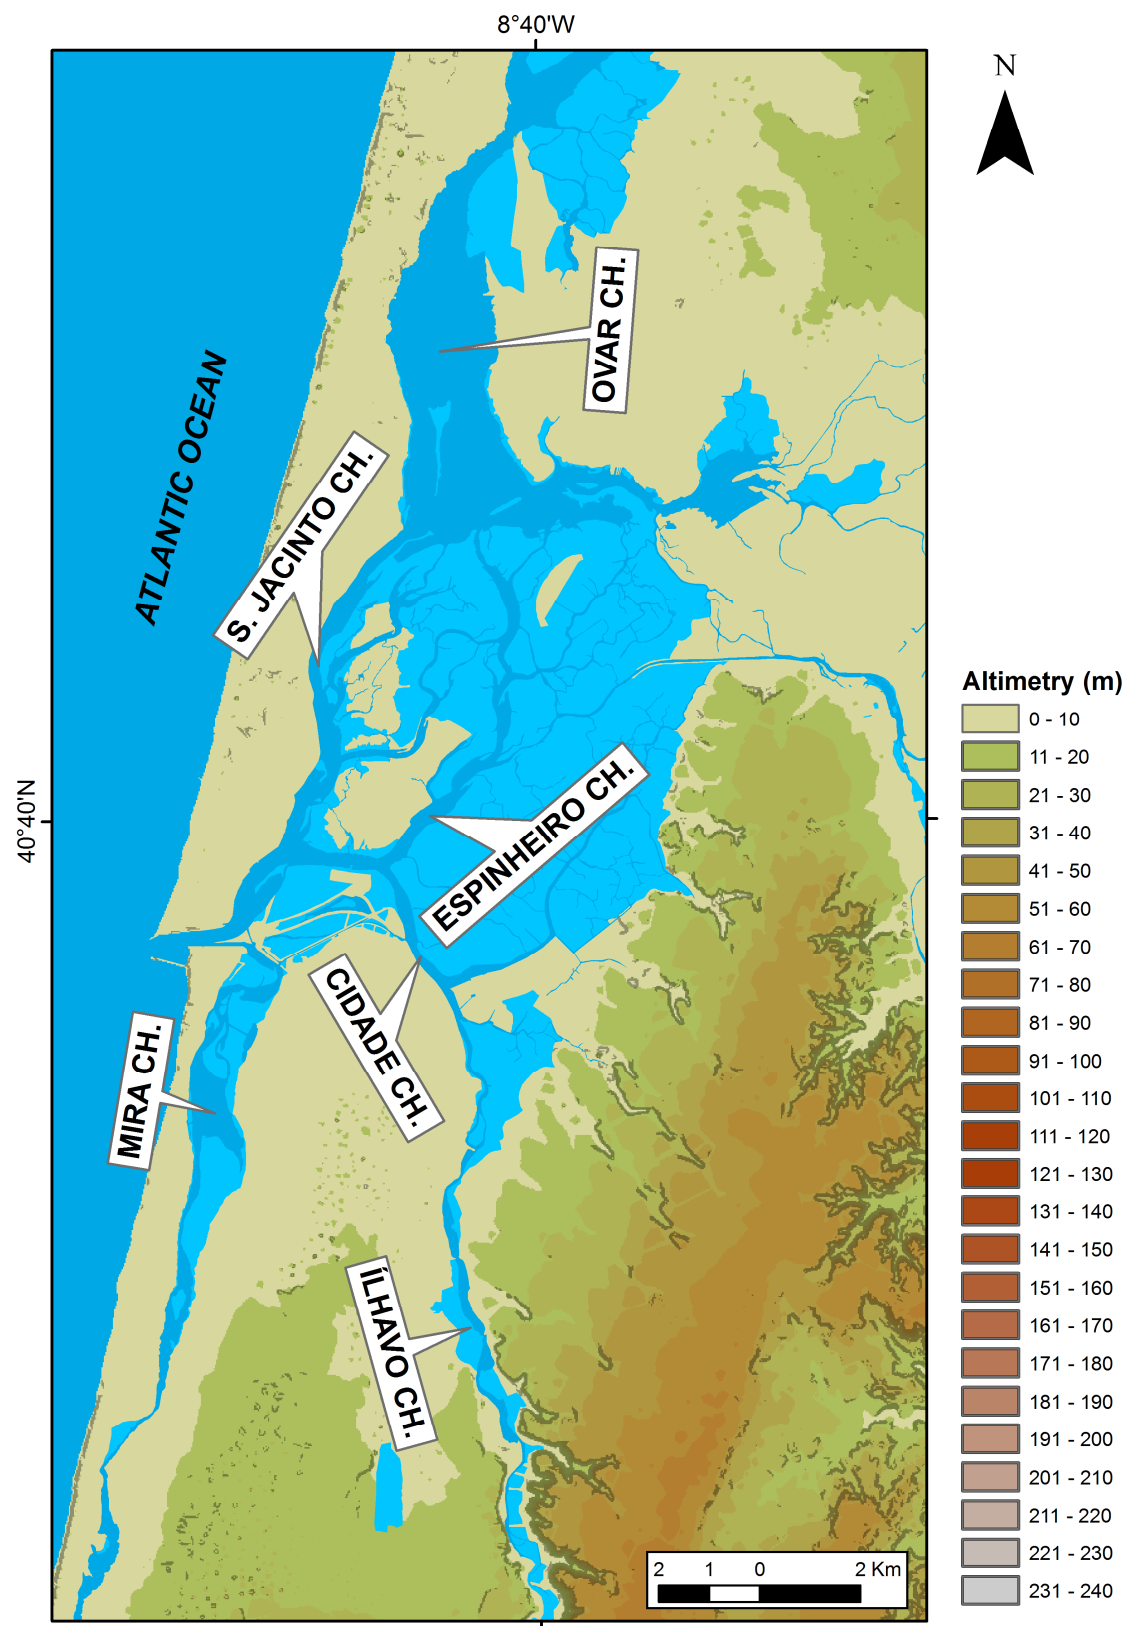 8°40'W
N
OVAR CH.
ATLANTIC OCEAN
S. JACINTO CH.
Altimetry (m)
0 - 10
11 - 20
21 - 30
31 - 40
41 - 50
51 - 60
61 - 70
71 - 80
81 - 90
91 - 100
101 - 110
111 - 120
121 - 130
131 - 140
141 - 150
151 - 160
161 - 170
171 - 180
181 - 190
191 - 200
201 - 210
211 - 220
221 - 230
231 - 240
40°40'N
ESPINHEIRO CH.
CIDADE CH.
MIRA CH.
ÍLHAVO CH.
2 1 0 2 Km